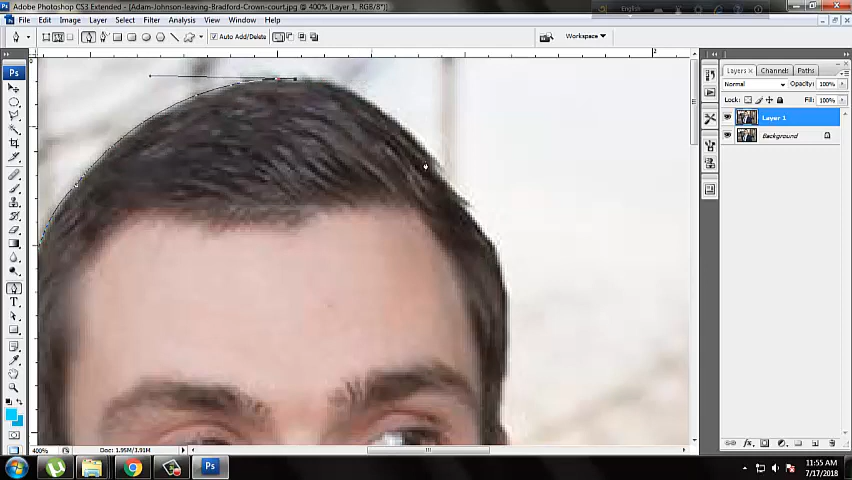 Adobe Photoshop CS3 Extended - [Adam-Johnson-leaving-Bradford-Crown-court.jpg @ 400% (Layer 1, RGB/8*)]
English
File Edit Image Layer Select Filter Analysis View Window Help
Auto Add/Delete
Workspace
Layers Channels Paths
Normal
Opacity: 100%
Lock:
Fill: 100%
Layer 1
Background
400%
Doc: 1.95M/3.91M
11:55 AM
7/17/2018